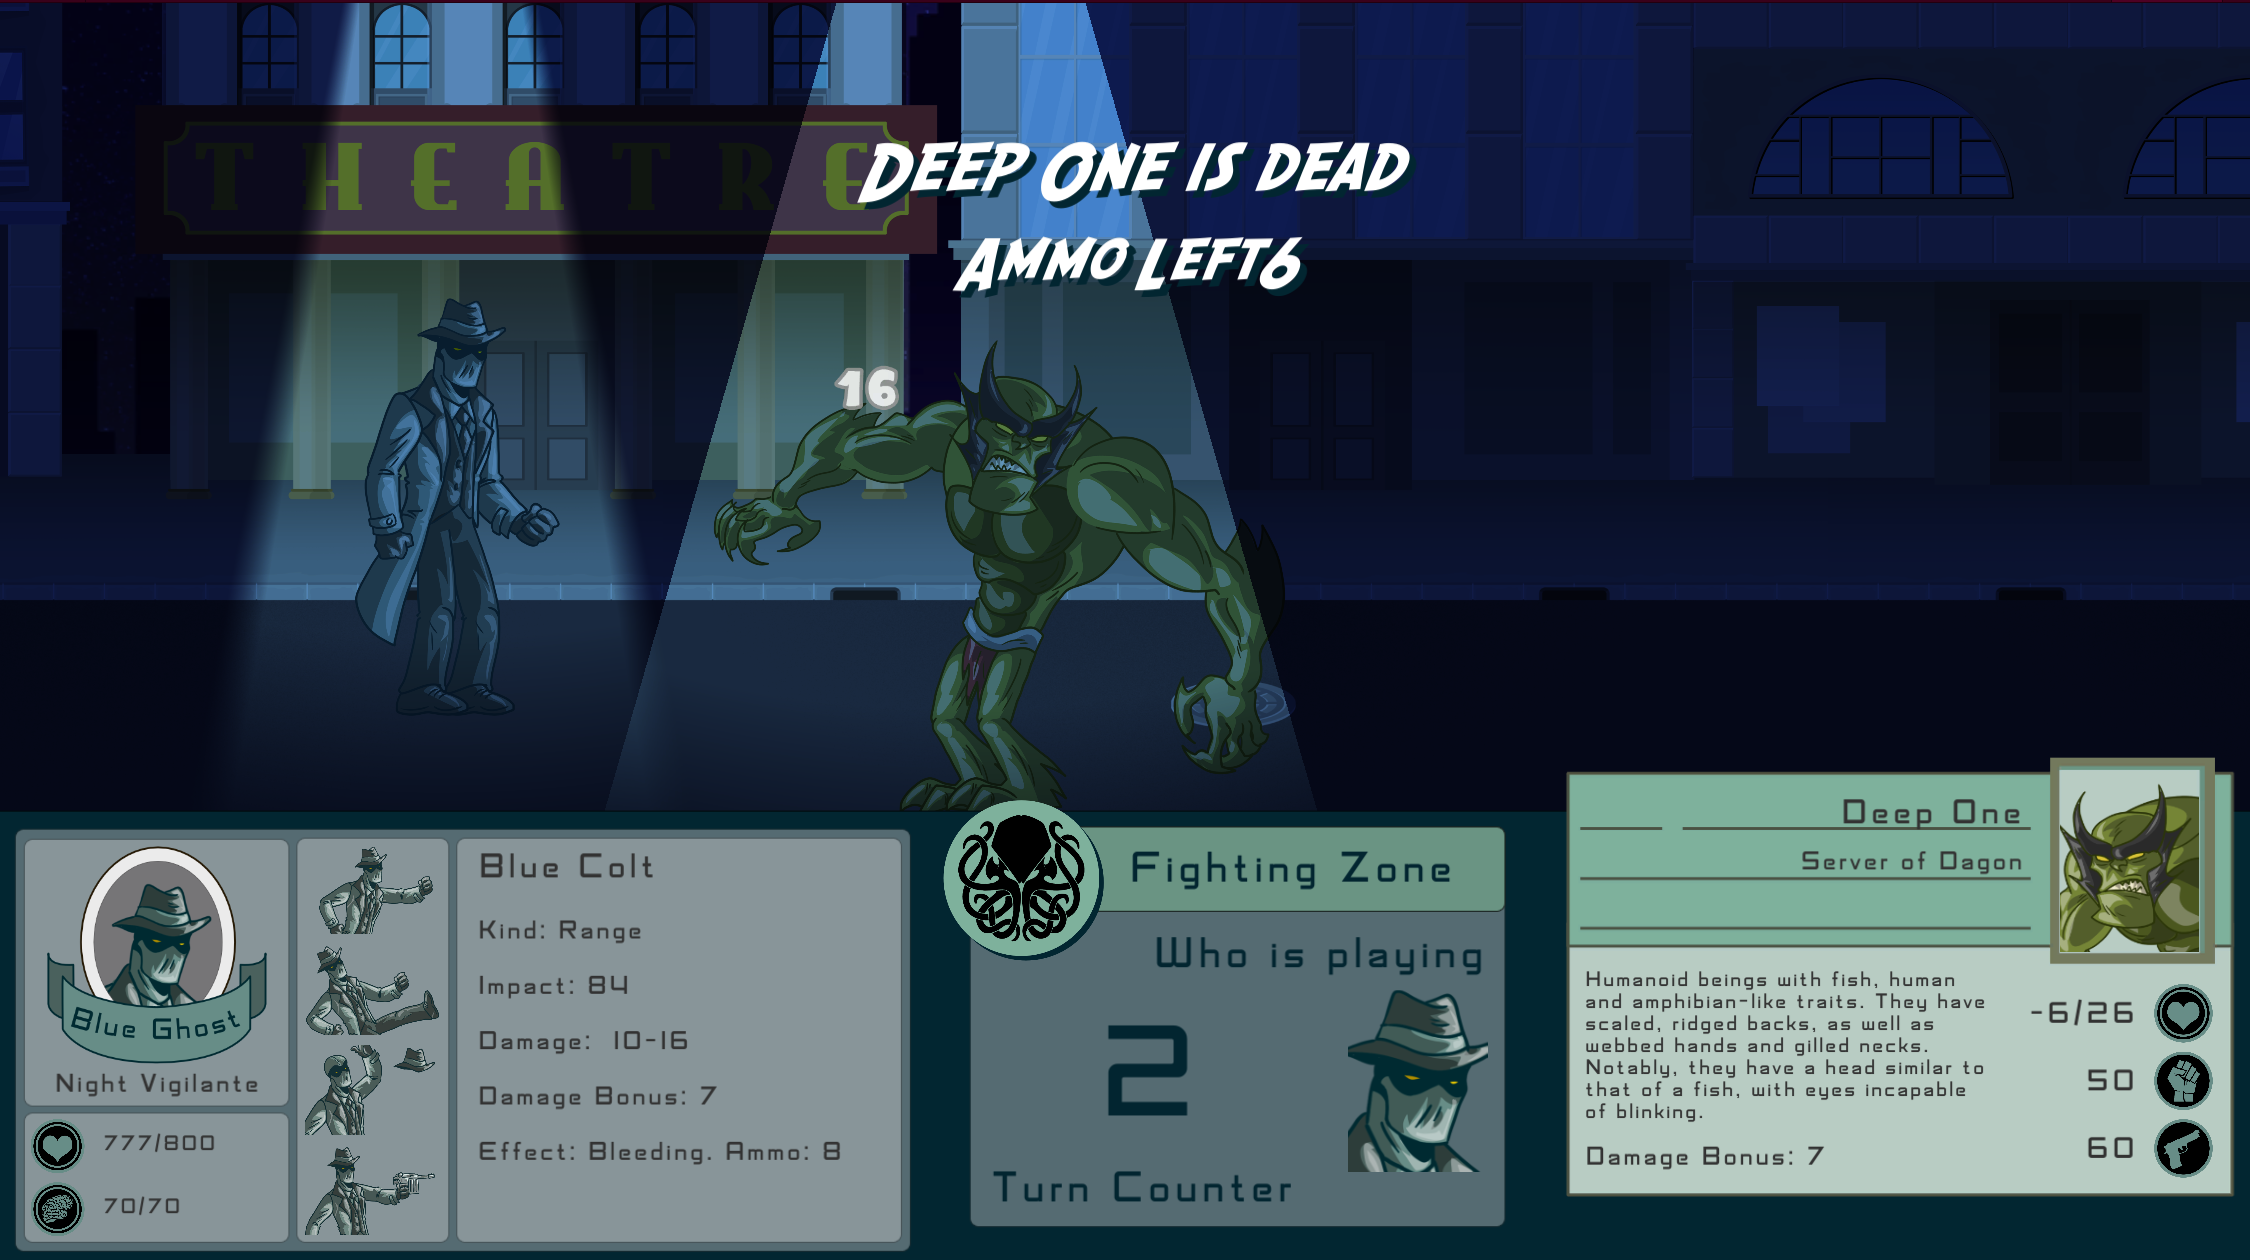 THEATRE
DEEP ONE IS DEAD
AMMO LEFT6
16
Blue Ghost
Night Vigilante
777/800
70/70
Blue Colt
Kind: Range
Impact: 84
Damage: 10-16
Damage Bonus: 7
Effect: Bleeding. Ammo: 8
Fighting Zone
Who is playing
2
Turn Counter
Deep One
Server of Dagon
Humanoid beings with fish, human
and amphibian-like traits. They have
scaled, ridged backs, as well as
webbed hands and gilled necks.
Notably, they have a head similar to
that of a fish, with eyes incapable
of blinking.
Damage Bonus: 7
-6/26
50
60